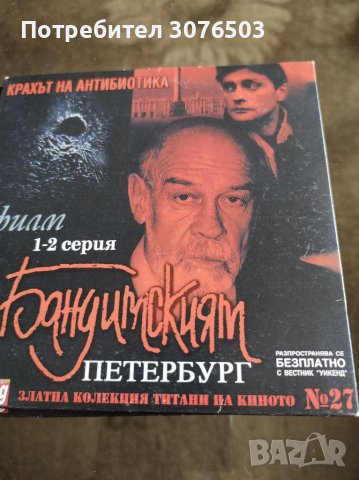 Потребител 3076503
КРАХЪТ НА АНТИБИОТИКА
филм
1-2 серия
Бандитският
ПЕТЕРБУРГ
РАЗПРОСТРАНЯВА СЕ
БЕЗПЛАТНО
С ВЕСТНИК "УИКЕНД"
ЗЛАТНА КОЛЕКЦИЯ ТИТАНИ НА КИНОТО №27
BAZAR